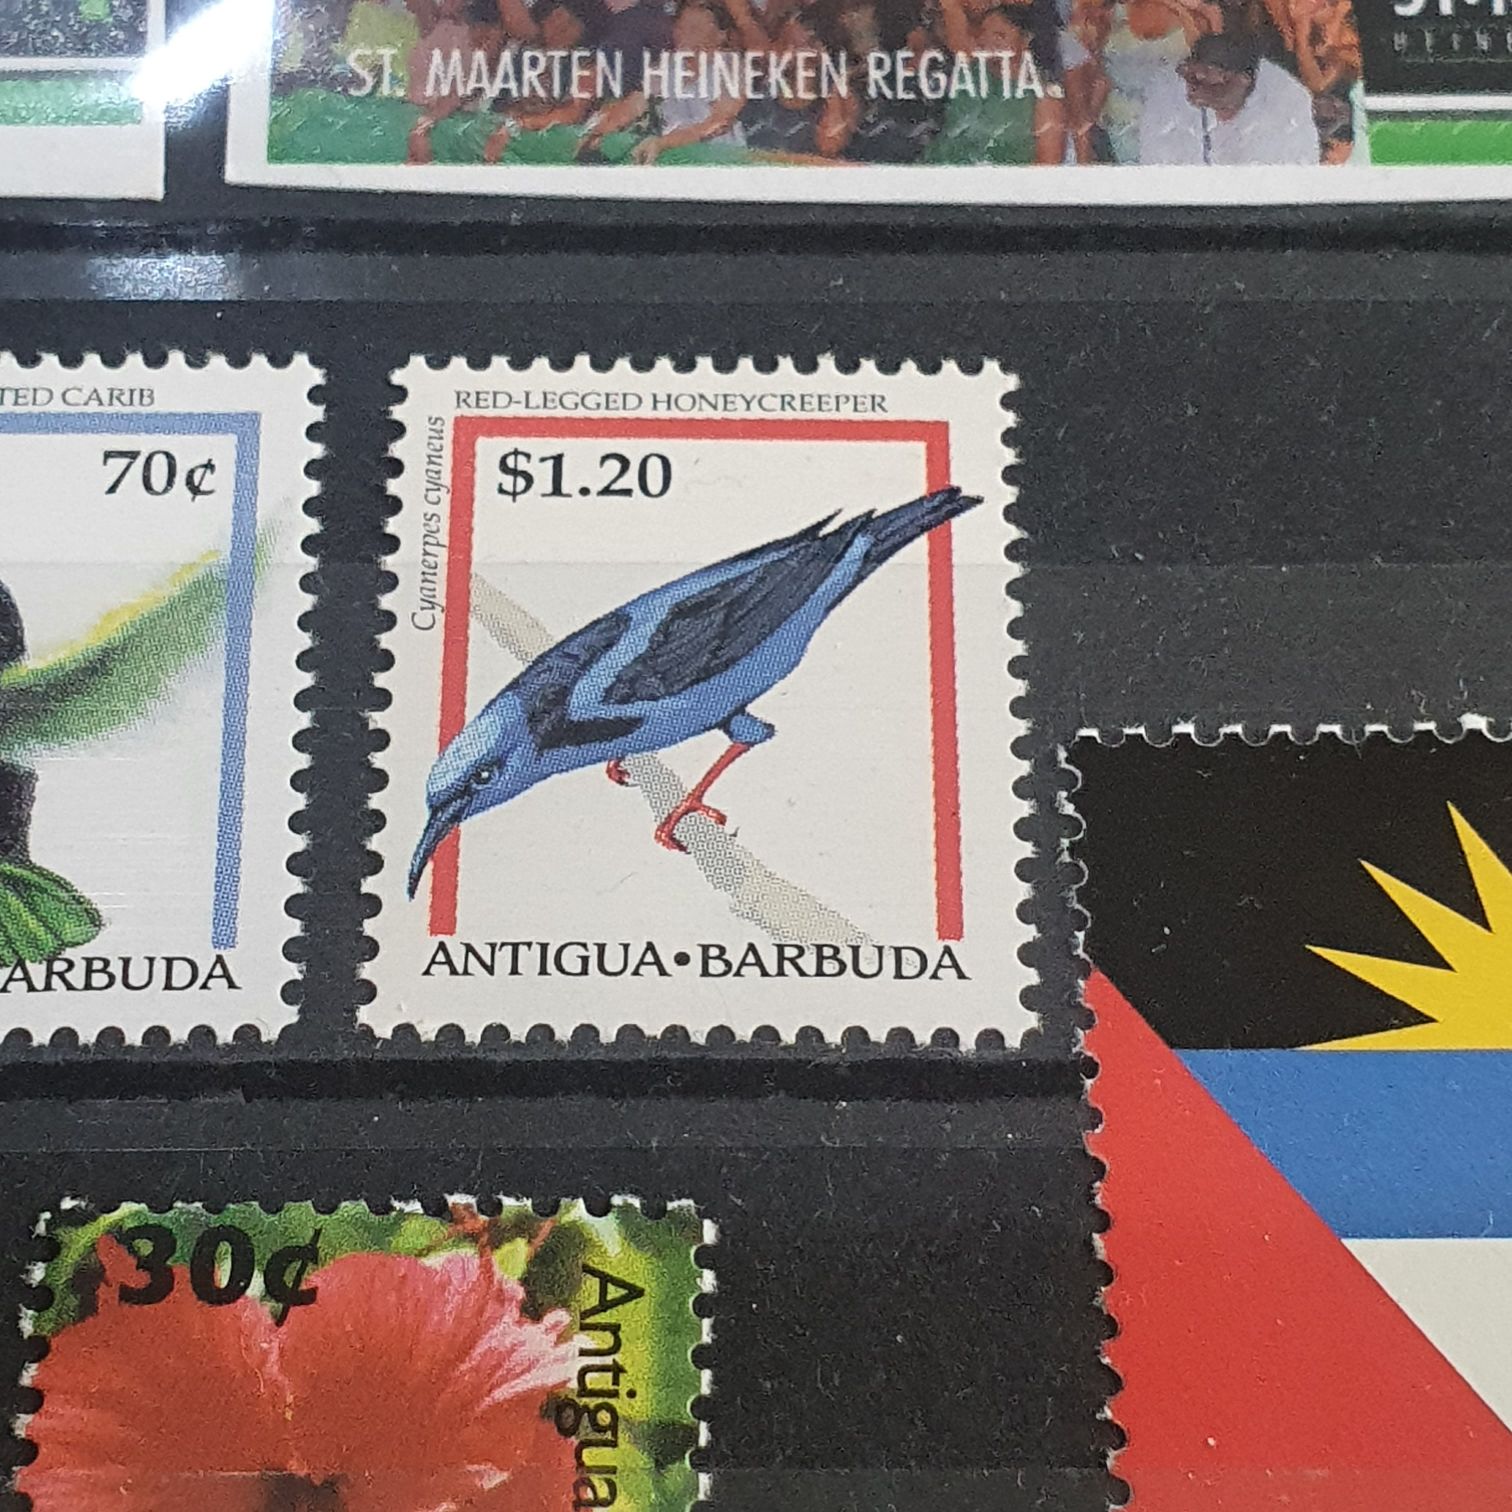 ST. MAARTEN HEINEKEN REGATTA.
TED CARIB
70¢
ARBUDA
RED-LEGGED HONEYCREEPER
Cyanerpes cyaneus
$1.20
ANTIGUA•BARBUDA
30¢
Antigua